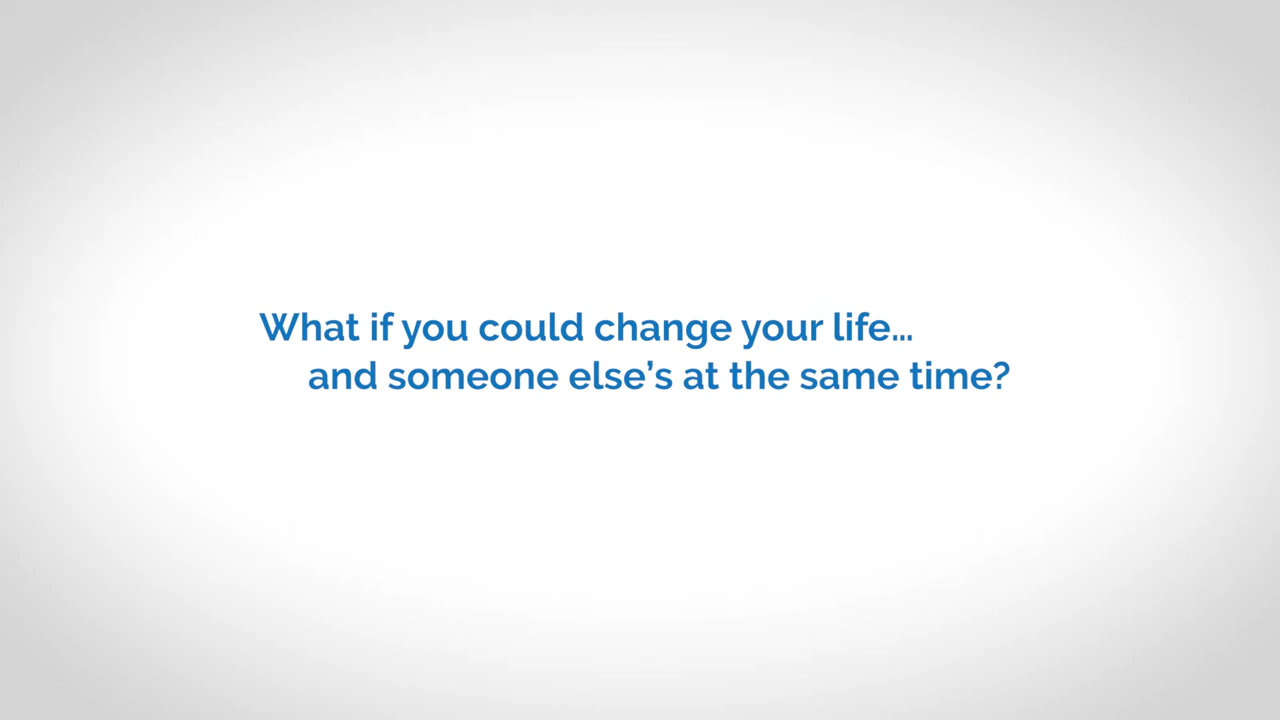 What if you could change your life…
and someone else’s at the same time?